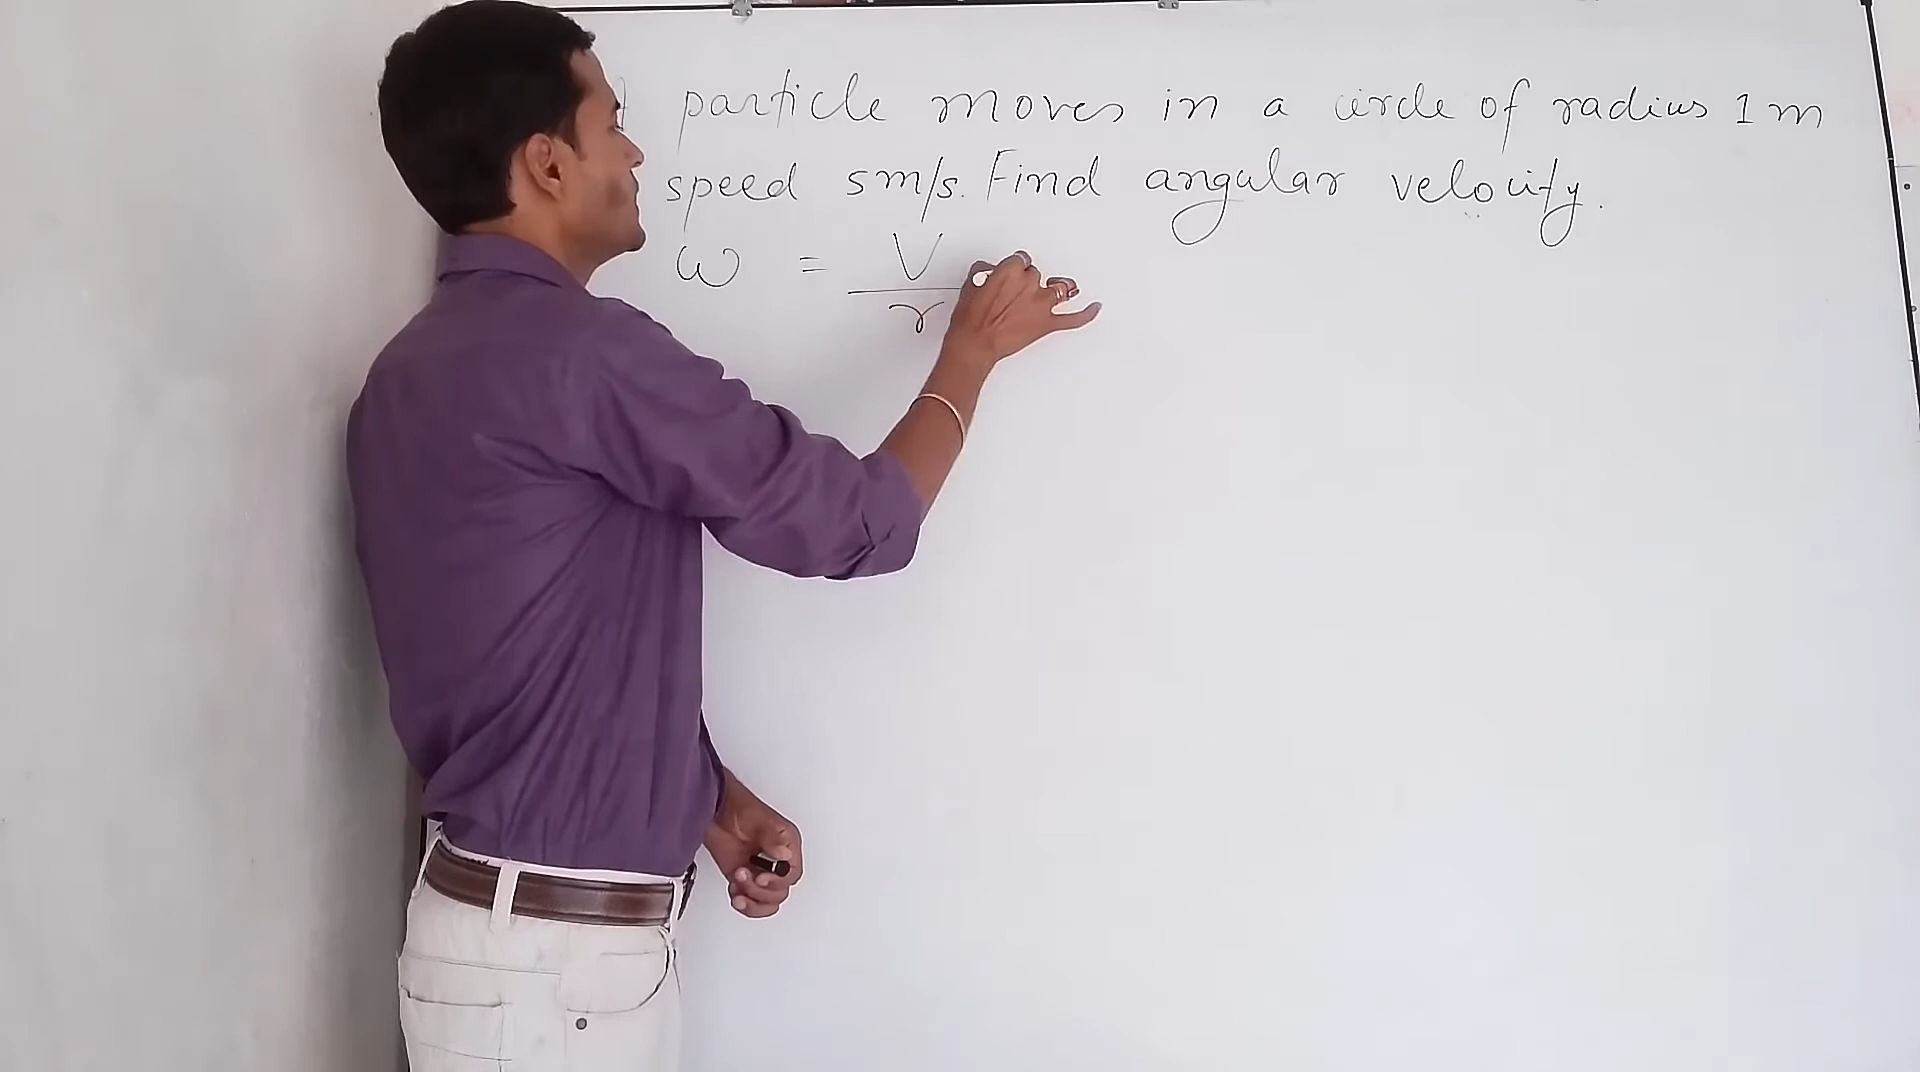 particle moves in a circle of radius 1 m
speed 5m/s. Find angular velocity.
ω = V / r